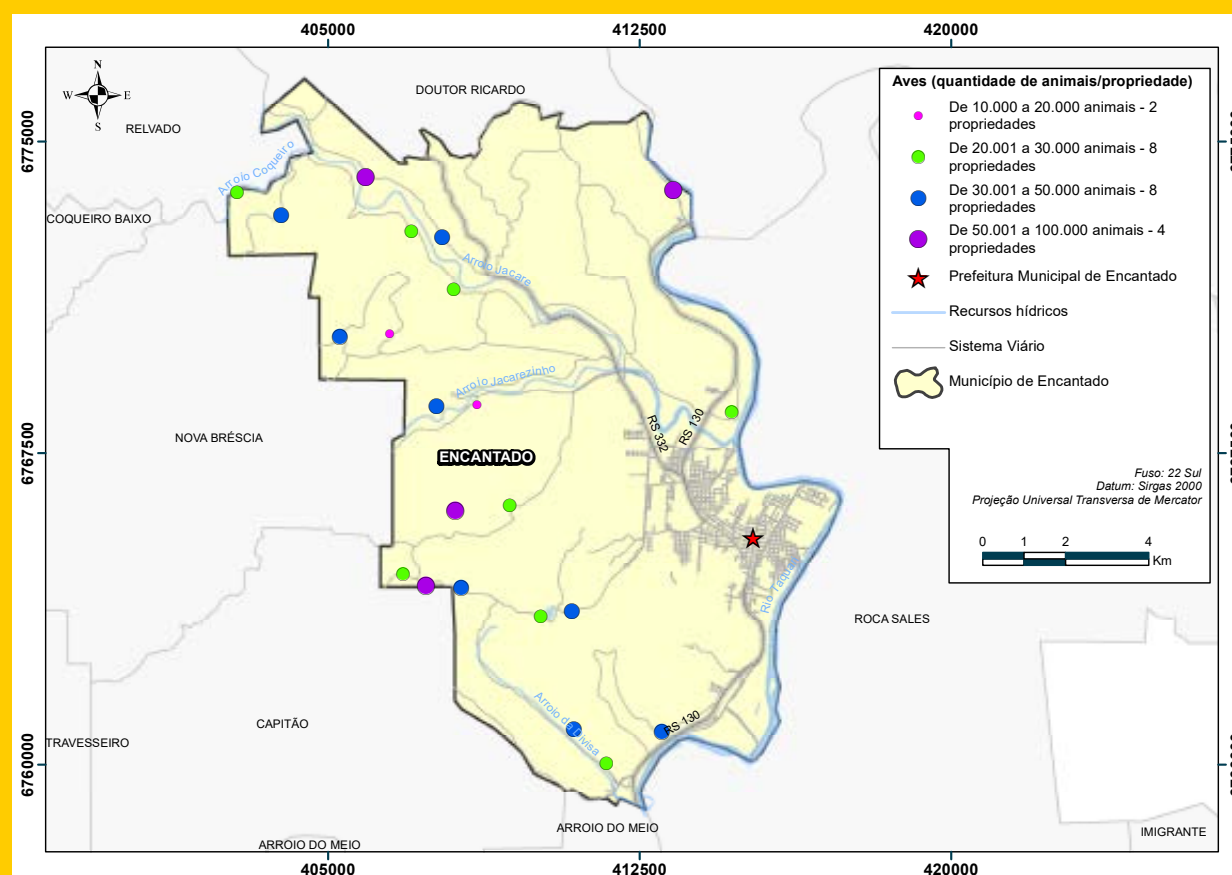 405000
412500
420000
N
W
E
S
DOUTOR RICARDO
RELVADO
Arroio Coqueiro
COQUEIRO BAIXO
Arroio Jacaré
Arroio Jacarezinho
NOVA BRÉSCIA
ENCANTADO
RS 332
RS 130
Rio Taquari
ROCA SALES
CAPITÃO
TRAVESSEIRO
Arroio da Divisa
RS 130
ARROIO DO MEIO
ARROIO DO MEIO
IMIGRANTE
6775000
6767500
6760000
Aves (quantidade de animais/propriedade)
De 10.000 a 20.000 animais - 2
propriedades
De 20.001 a 30.000 animais - 8
propriedades
De 30.001 a 50.000 animais - 8
propriedades
De 50.001 a 100.000 animais - 4
propriedades
Prefeitura Municipal de Encantado
Recursos hídricos
Sistema Viário
Município de Encantado
Fuso: 22 Sul
Datum: Sirgas 2000
Projeção Universal Transversa de Mercator
0
1
2
4
Km
405000
412500
420000